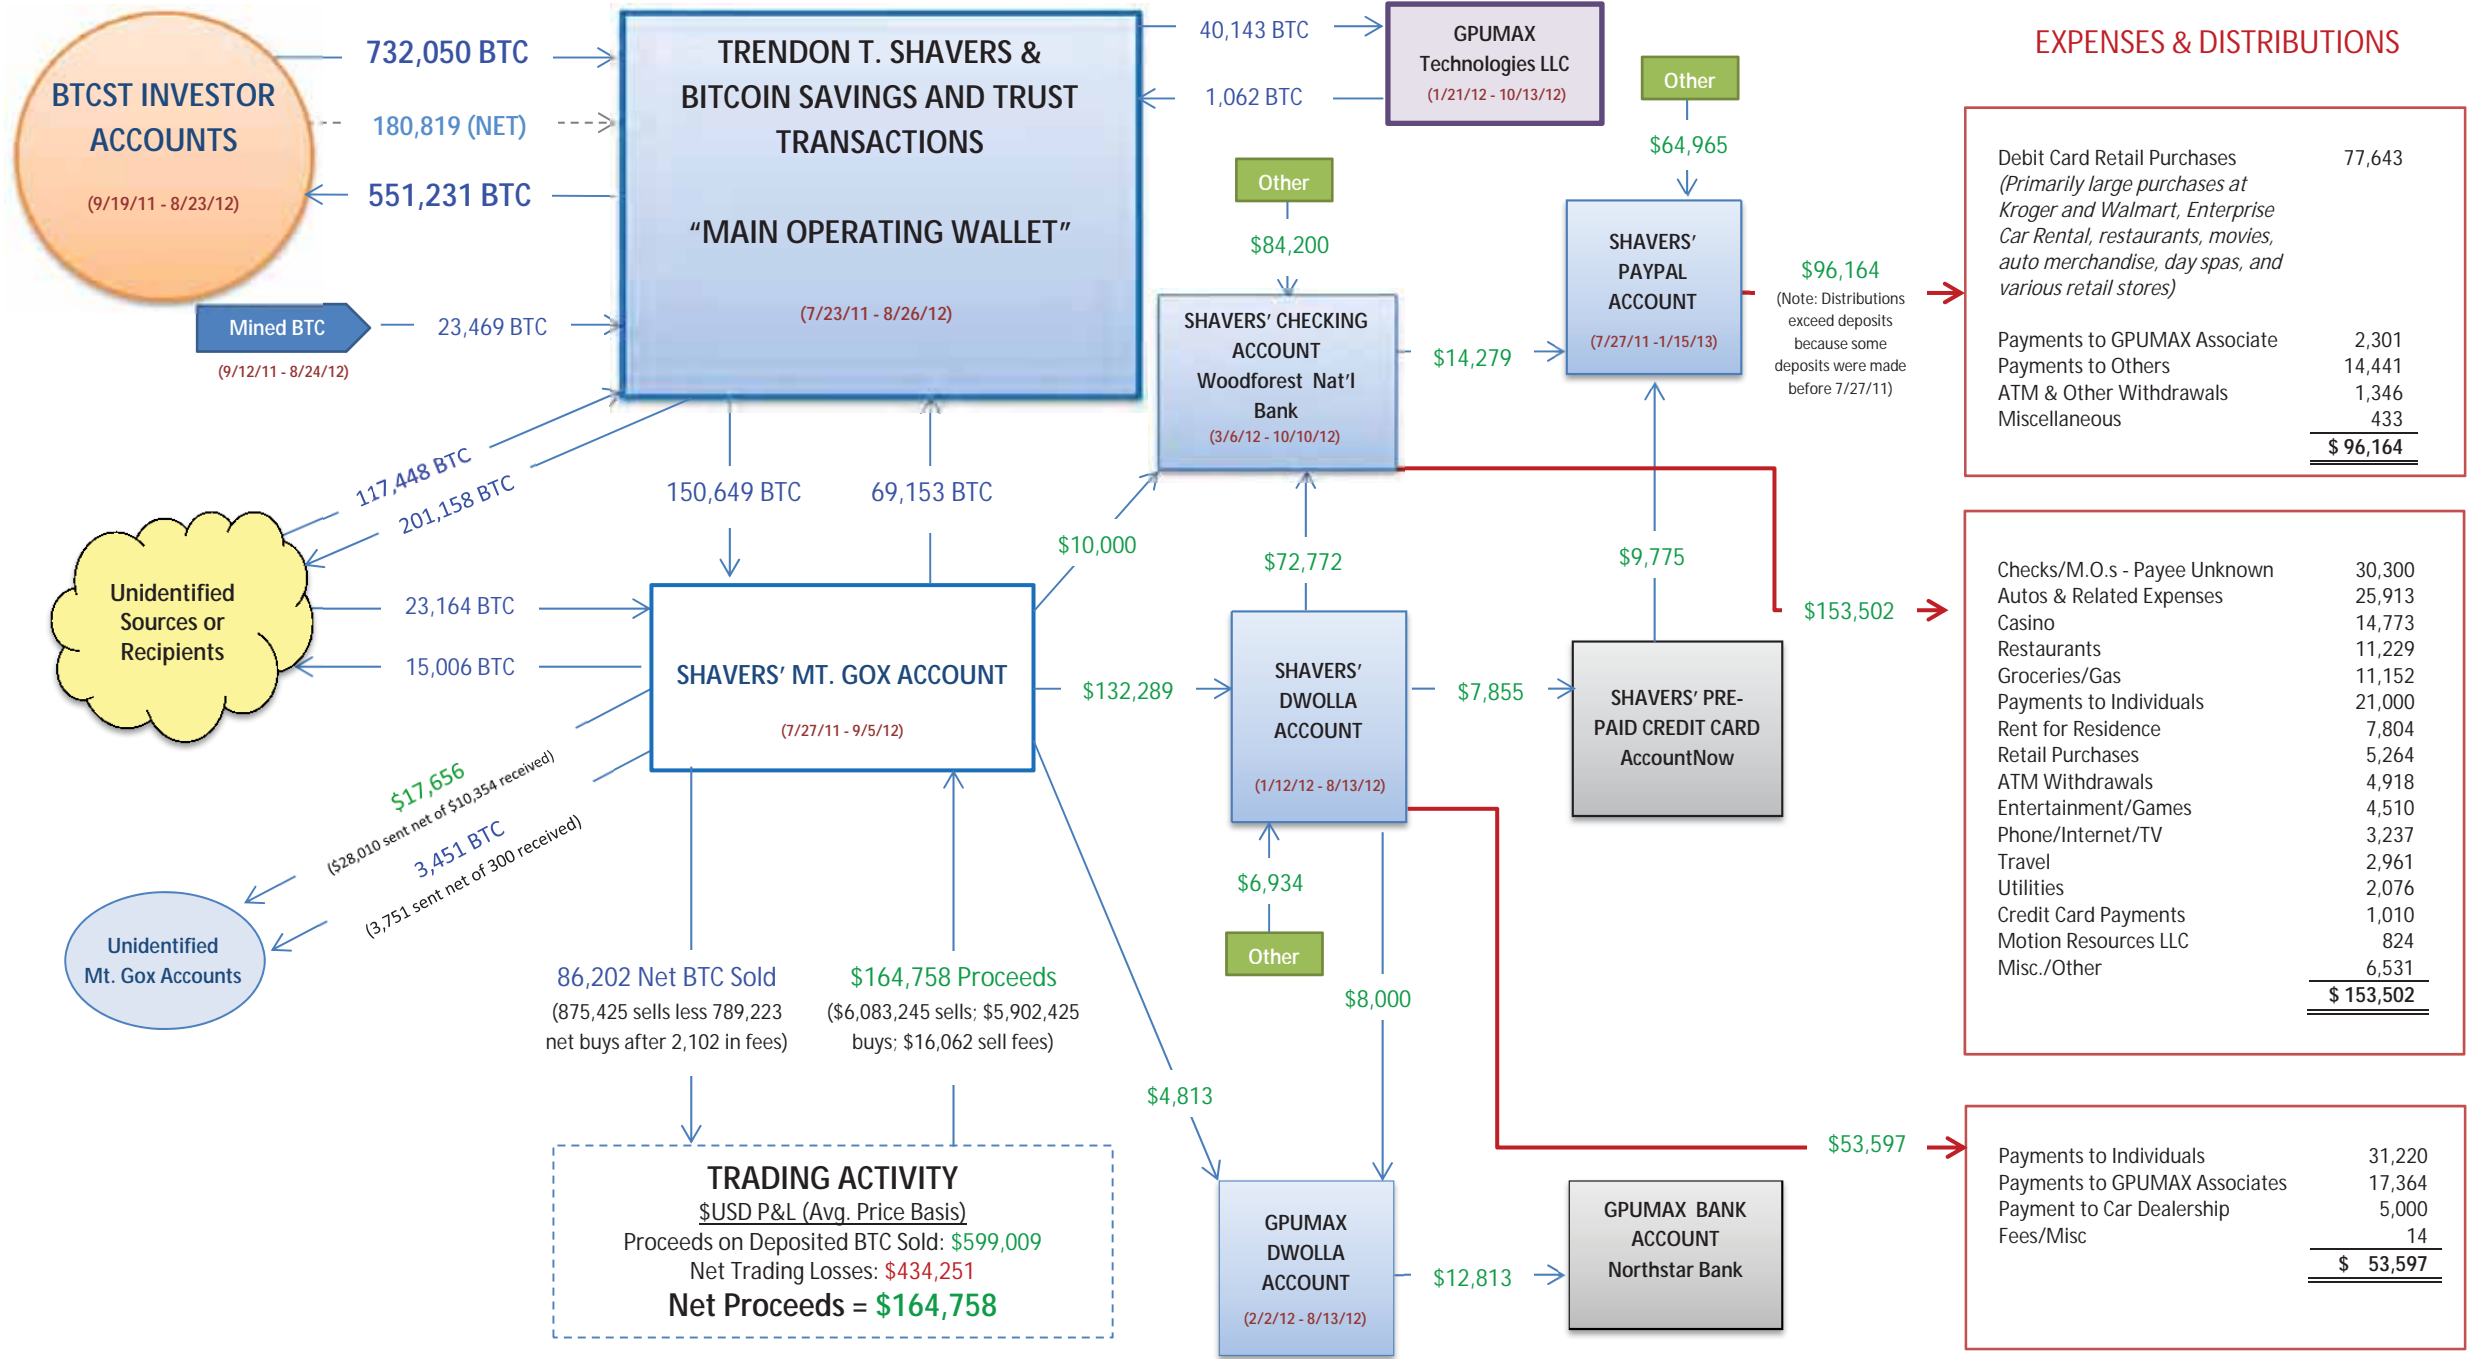 BTCST INVESTOR
ACCOUNTS
(9/19/11 - 8/23/12)
732,050 BTC
180,819 (NET)
551,231 BTC
Mined BTC
(9/12/11 - 8/24/12)
23,469 BTC
TRENDON T. SHAVERS &
BITCOIN SAVINGS AND TRUST
TRANSACTIONS
“MAIN OPERATING WALLET”
(7/23/11 - 8/26/12)
40,143 BTC
1,062 BTC
GPUMAX
Technologies LLC
(1/21/12 - 10/13/12)
Other
$64,965
Other
$84,200
SHAVERS’ CHECKING
ACCOUNT
Woodforest Nat’l
Bank
(3/6/12 - 10/10/12)
$14,279
SHAVERS’
PAYPAL
ACCOUNT
(7/27/11 -1/15/13)
$96,164
(Note: Distributions
exceed deposits
because some
deposits were made
before 7/27/11)
117,448 BTC
201,158 BTC
150,649 BTC
69,153 BTC
Unidentified
Sources or
Recipients
23,164 BTC
15,006 BTC
SHAVERS’ MT. GOX ACCOUNT
(7/27/11 - 9/5/12)
$10,000
$72,772
$9,775
$132,289
SHAVERS’
DWOLLA
ACCOUNT
(1/12/12 - 8/13/12)
$7,855
SHAVERS’ PRE-
PAID CREDIT CARD
AccountNow
$153,502
$17,656
($28,010 sent net of $10,354 received)
3,451 BTC
(3,751 sent net of 300 received)
Unidentified
Mt. Gox Accounts
86,202 Net BTC Sold
(875,425 sells less 789,223
net buys after 2,102 in fees)
$164,758 Proceeds
($6,083,245 sells; $5,902,425
buys; $16,062 sell fees)
$6,934
Other
$8,000
$4,813
TRADING ACTIVITY
$USD P&L (Avg. Price Basis)
Proceeds on Deposited BTC Sold: $599,009
Net Trading Losses: $434,251
Net Proceeds = $164,758
GPUMAX
DWOLLA
ACCOUNT
(2/2/12 - 8/13/12)
$12,813
GPUMAX BANK
ACCOUNT
Northstar Bank
$53,597
EXPENSES & DISTRIBUTIONS
Debit Card Retail Purchases 77,643
(Primarily large purchases at
Kroger and Walmart, Enterprise
Car Rental, restaurants, movies,
auto merchandise, day spas, and
various retail stores)
Payments to GPUMAX Associate 2,301
Payments to Others 14,441
ATM & Other Withdrawals 1,346
Miscellaneous 433
$ 96,164
Checks/M.O.s - Payee Unknown 30,300
Autos & Related Expenses 25,913
Casino 14,773
Restaurants 11,229
Groceries/Gas 11,152
Payments to Individuals 21,000
Rent for Residence 7,804
Retail Purchases 5,264
ATM Withdrawals 4,918
Entertainment/Games 4,510
Phone/Internet/TV 3,237
Travel 2,961
Utilities 2,076
Credit Card Payments 1,010
Motion Resources LLC 824
Misc./Other 6,531
$ 153,502
Payments to Individuals 31,220
Payments to GPUMAX Associates 17,364
Payment to Car Dealership 5,000
Fees/Misc 14
$ 53,597